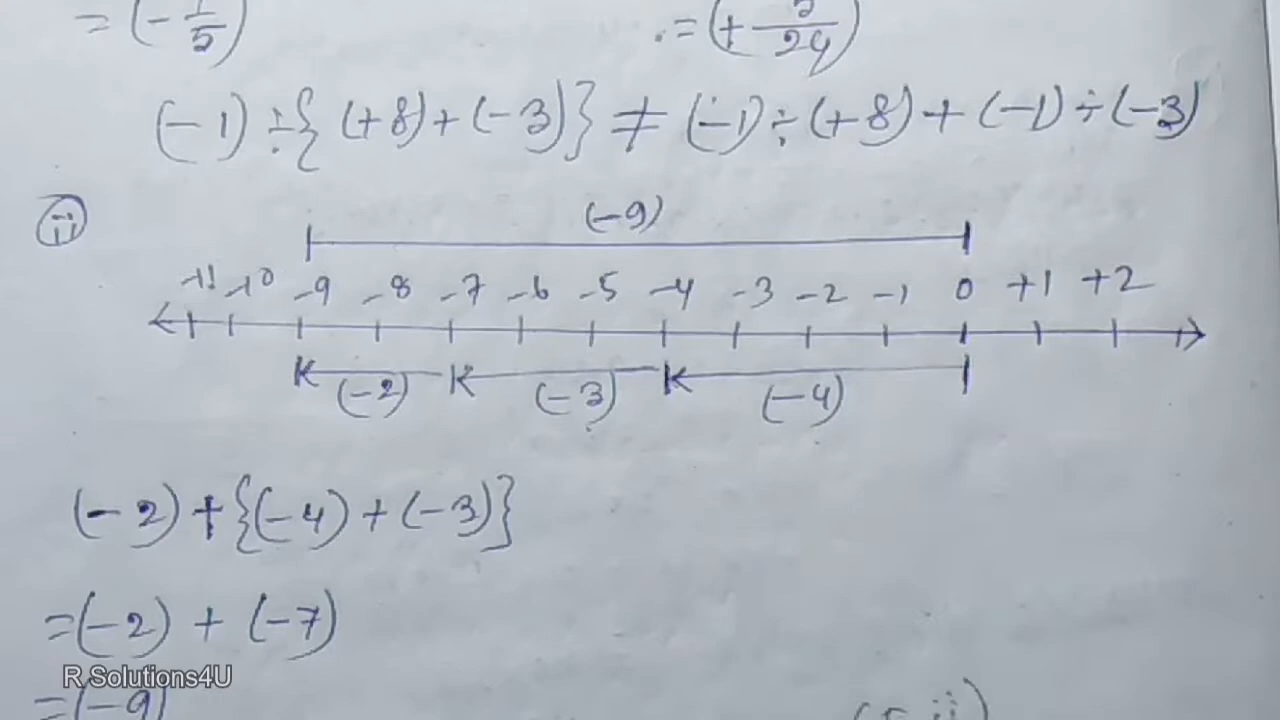 = (-1/5) .= (+ 5/24)
(-1) ÷ { (+8) + (-3) } ≠ (-1) ÷ (+8) + (-1) ÷ (-3)
(ii) (-9)
-11 -10 -9 -8 -7 -6 -5 -4 -3 -2 -1 0 +1 +2
(-2) (-3) (-4)
(-2) + {(-4) + (-3)}
= (-2) + (-7)
R Solutions4U
= (-9)